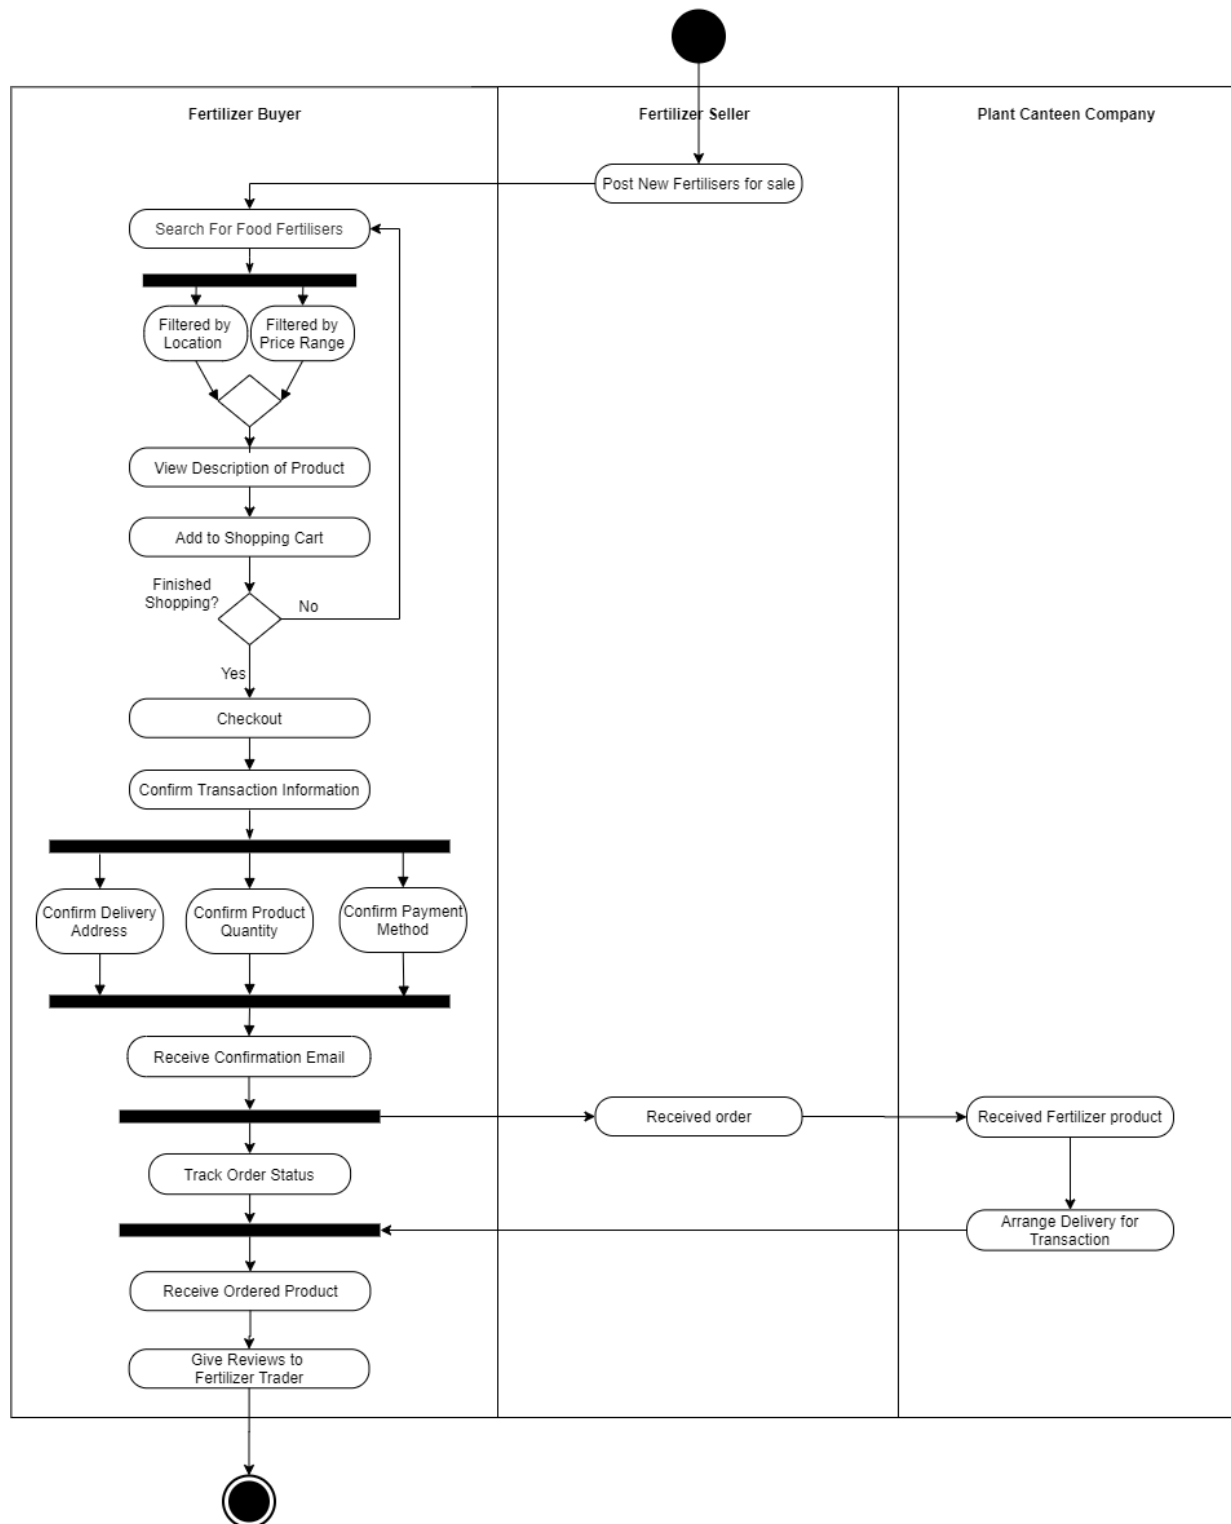 Fertilizer Buyer
Fertilizer Seller
Plant Canteen Company
Post New Fertilisers for sale
Search For Food Fertilisers
Filtered by
Location
Filtered by
Price Range
View Description of Product
Add to Shopping Cart
Finished
Shopping?
No
Yes
Checkout
Confirm Transaction Information
Confirm Delivery
Address
Confirm Product
Quantity
Confirm Payment
Method
Receive Confirmation Email
Received order
Received Fertilizer product
Track Order Status
Arrange Delivery for
Transaction
Receive Ordered Product
Give Reviews to
Fertilizer Trader